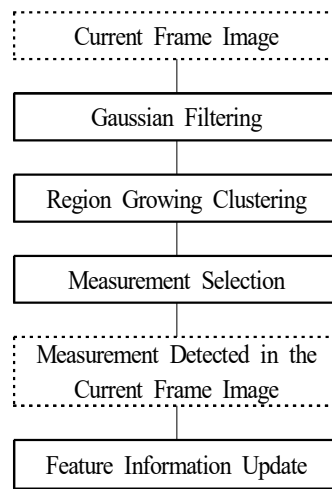 Current Frame Image
Gaussian Filtering
Region Growing Clustering
Measurement Selection
Measurement Detected in the
Current Frame Image
Feature Information Update